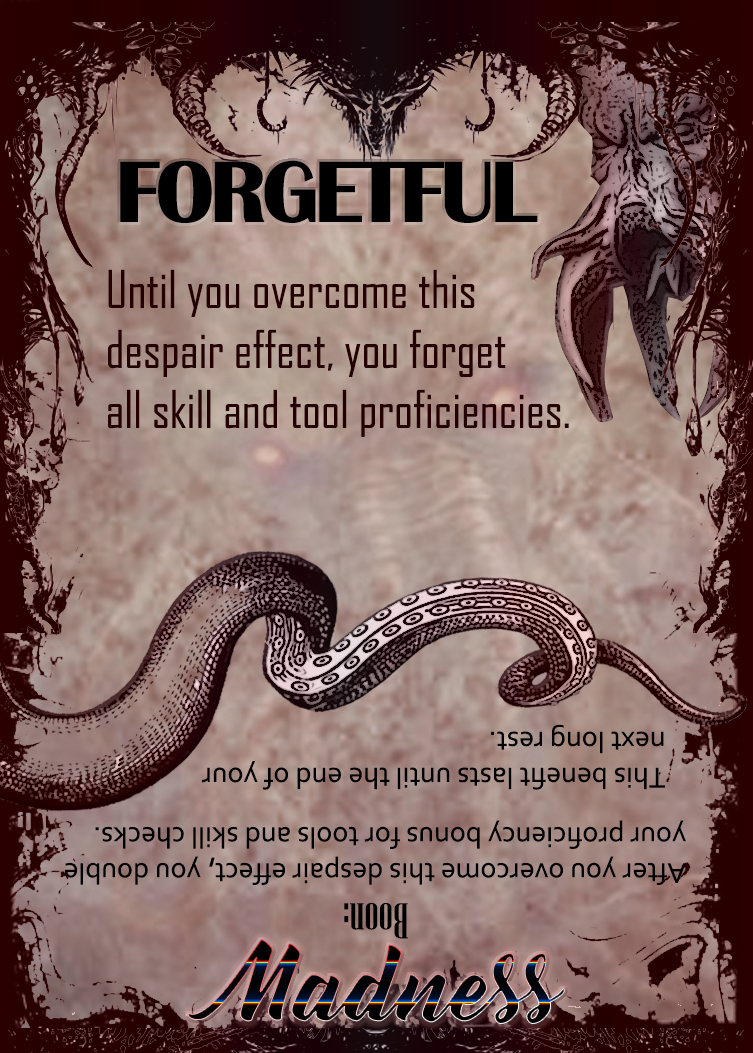 FORGETFUL
Until you overcome this
despair effect, you forget
all skill and tool proficiencies.
Boon:
After you overcome this despair effect, you double
your proficiency bonus for tools and skill checks.
This benefit lasts until the end of your
next long rest.
Madness